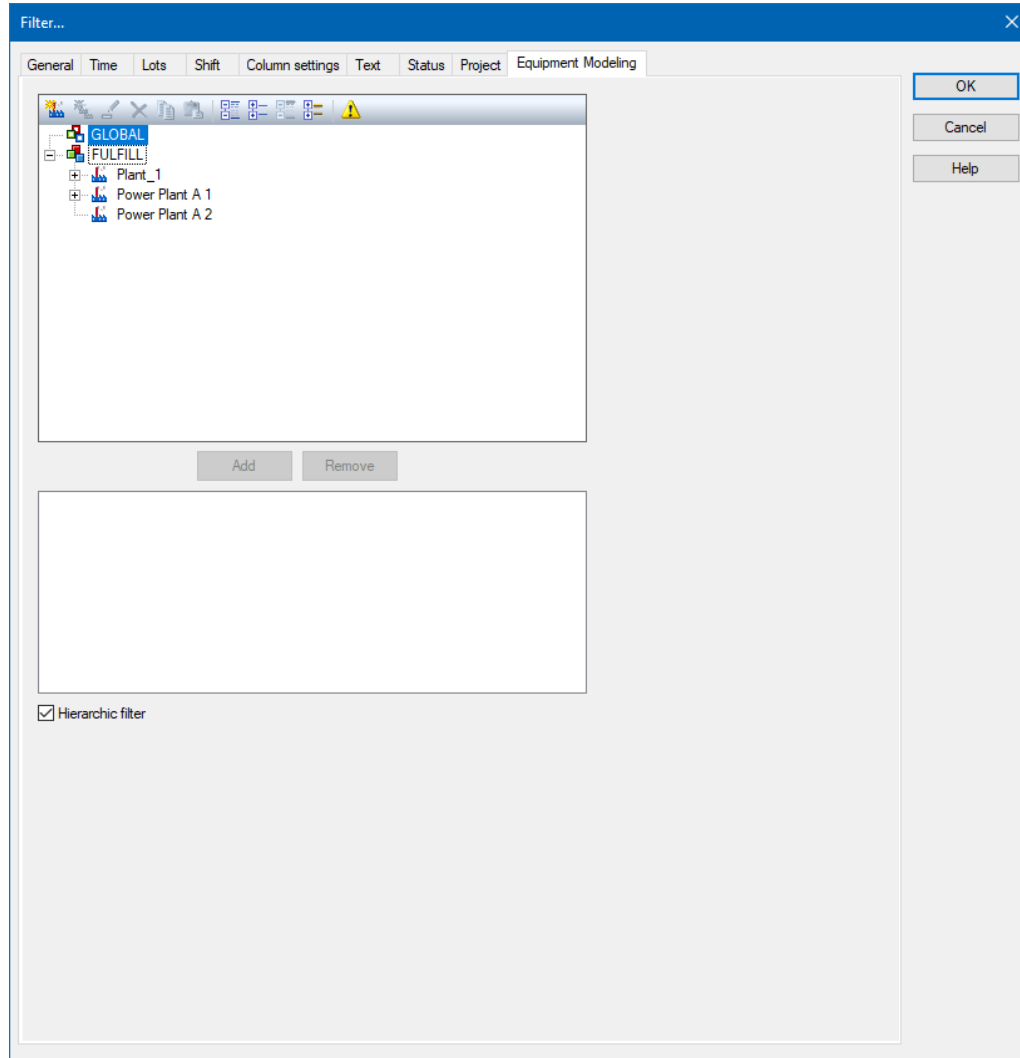 Filter...
General Time Lots Shift Column settings Text Status Project Equipment Modeling
OK
Cancel
Help
GLOBAL
FULFILL
Plant_1
Power Plant A 1
Power Plant A 2
Add Remove
Hierarchic filter